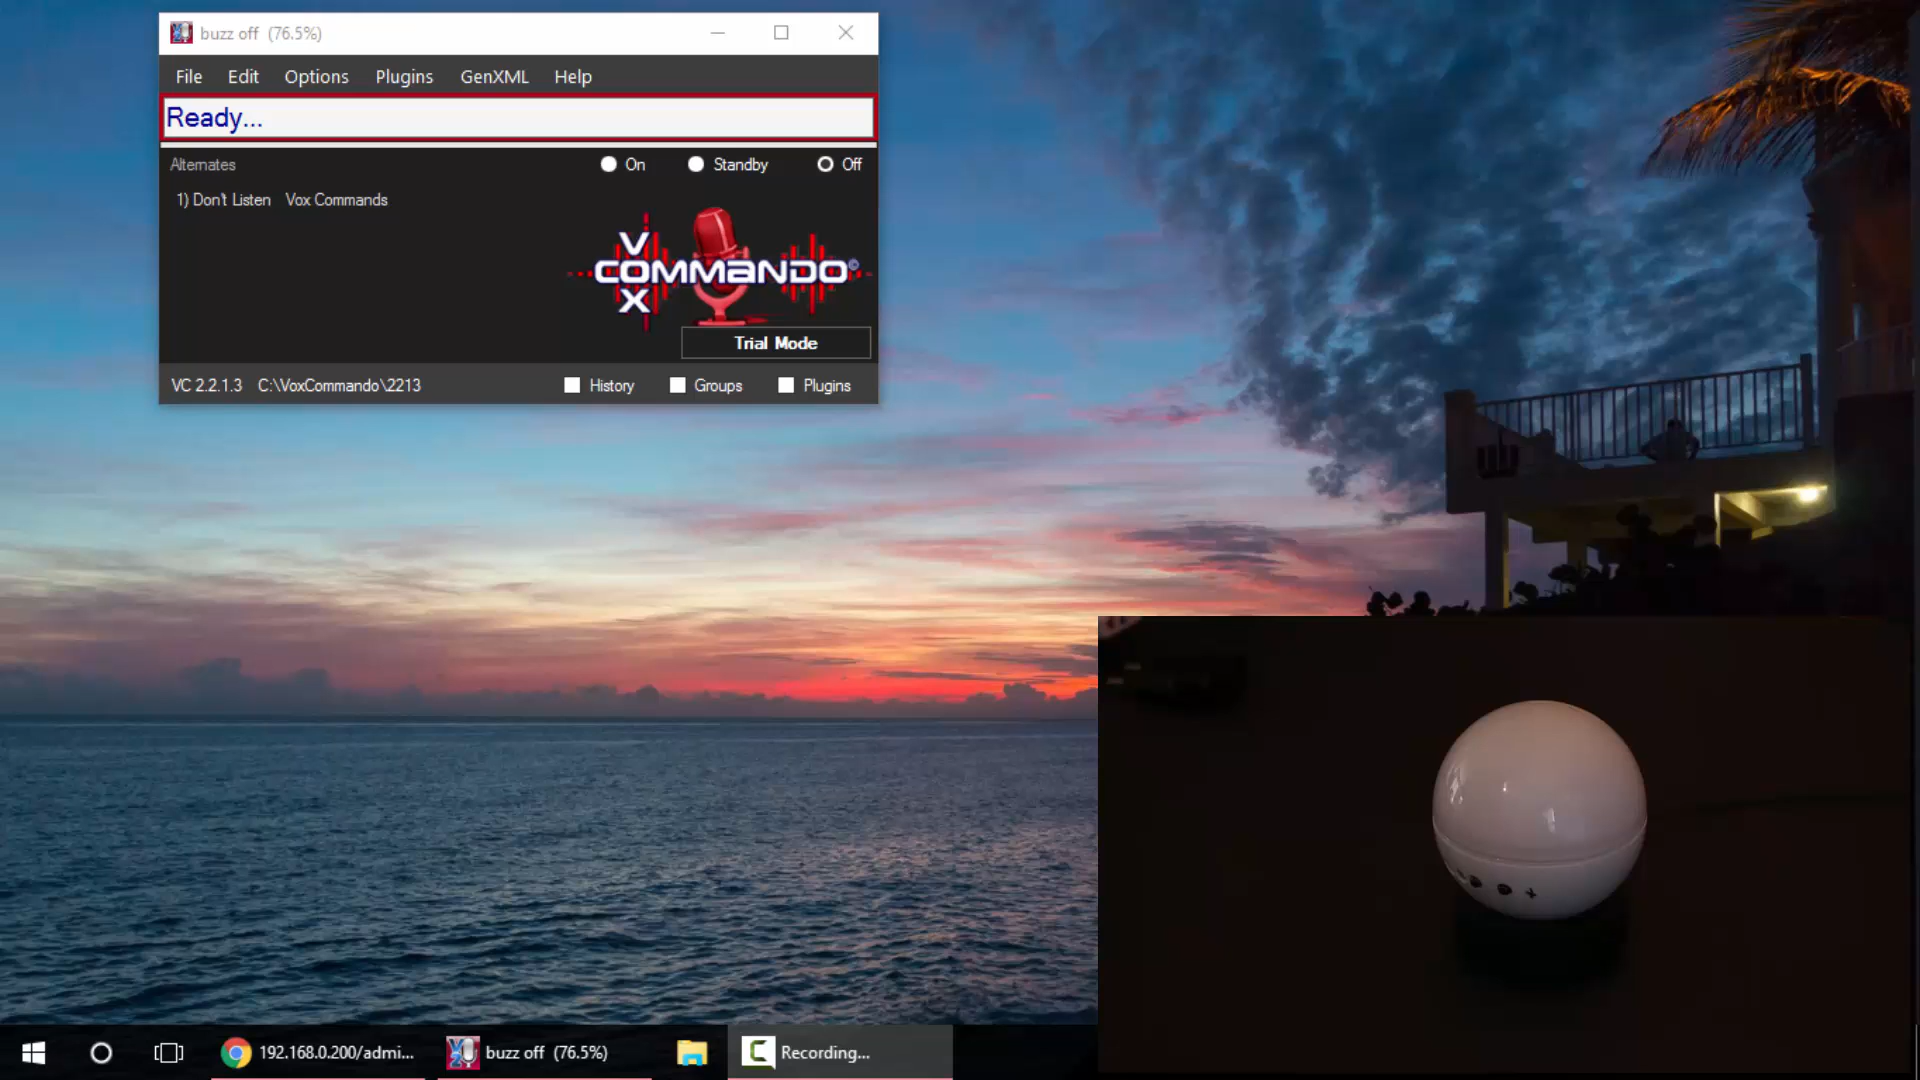 buzz off (76.5%)
File Edit Options Plugins GenXML Help
Ready...
Alternates On Standby Off
1) Don't Listen Vox Commands
VOX COMMANDO©
Trial Mode
VC 2.2.1.3 C:\VoxCommando\2213 History Groups Plugins
192.168.0.200/admi... buzz off (76.5%) Recording...